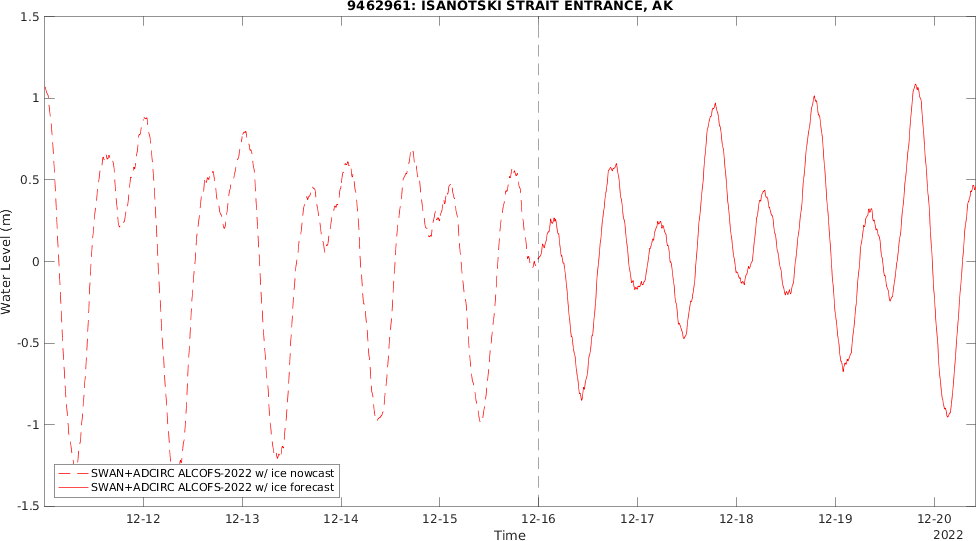 9462961: ISANOTSKI STRAIT ENTRANCE, AK
1.5
1
0.5
0
-0.5
-1
-1.5
Water Level (m)
SWAN+ADCIRC ALCOFS-2022 w/ ice nowcast
SWAN+ADCIRC ALCOFS-2022 w/ ice forecast
12-12 12-13 12-14 12-15 12-16 12-17 12-18 12-19 12-20
Time
2022